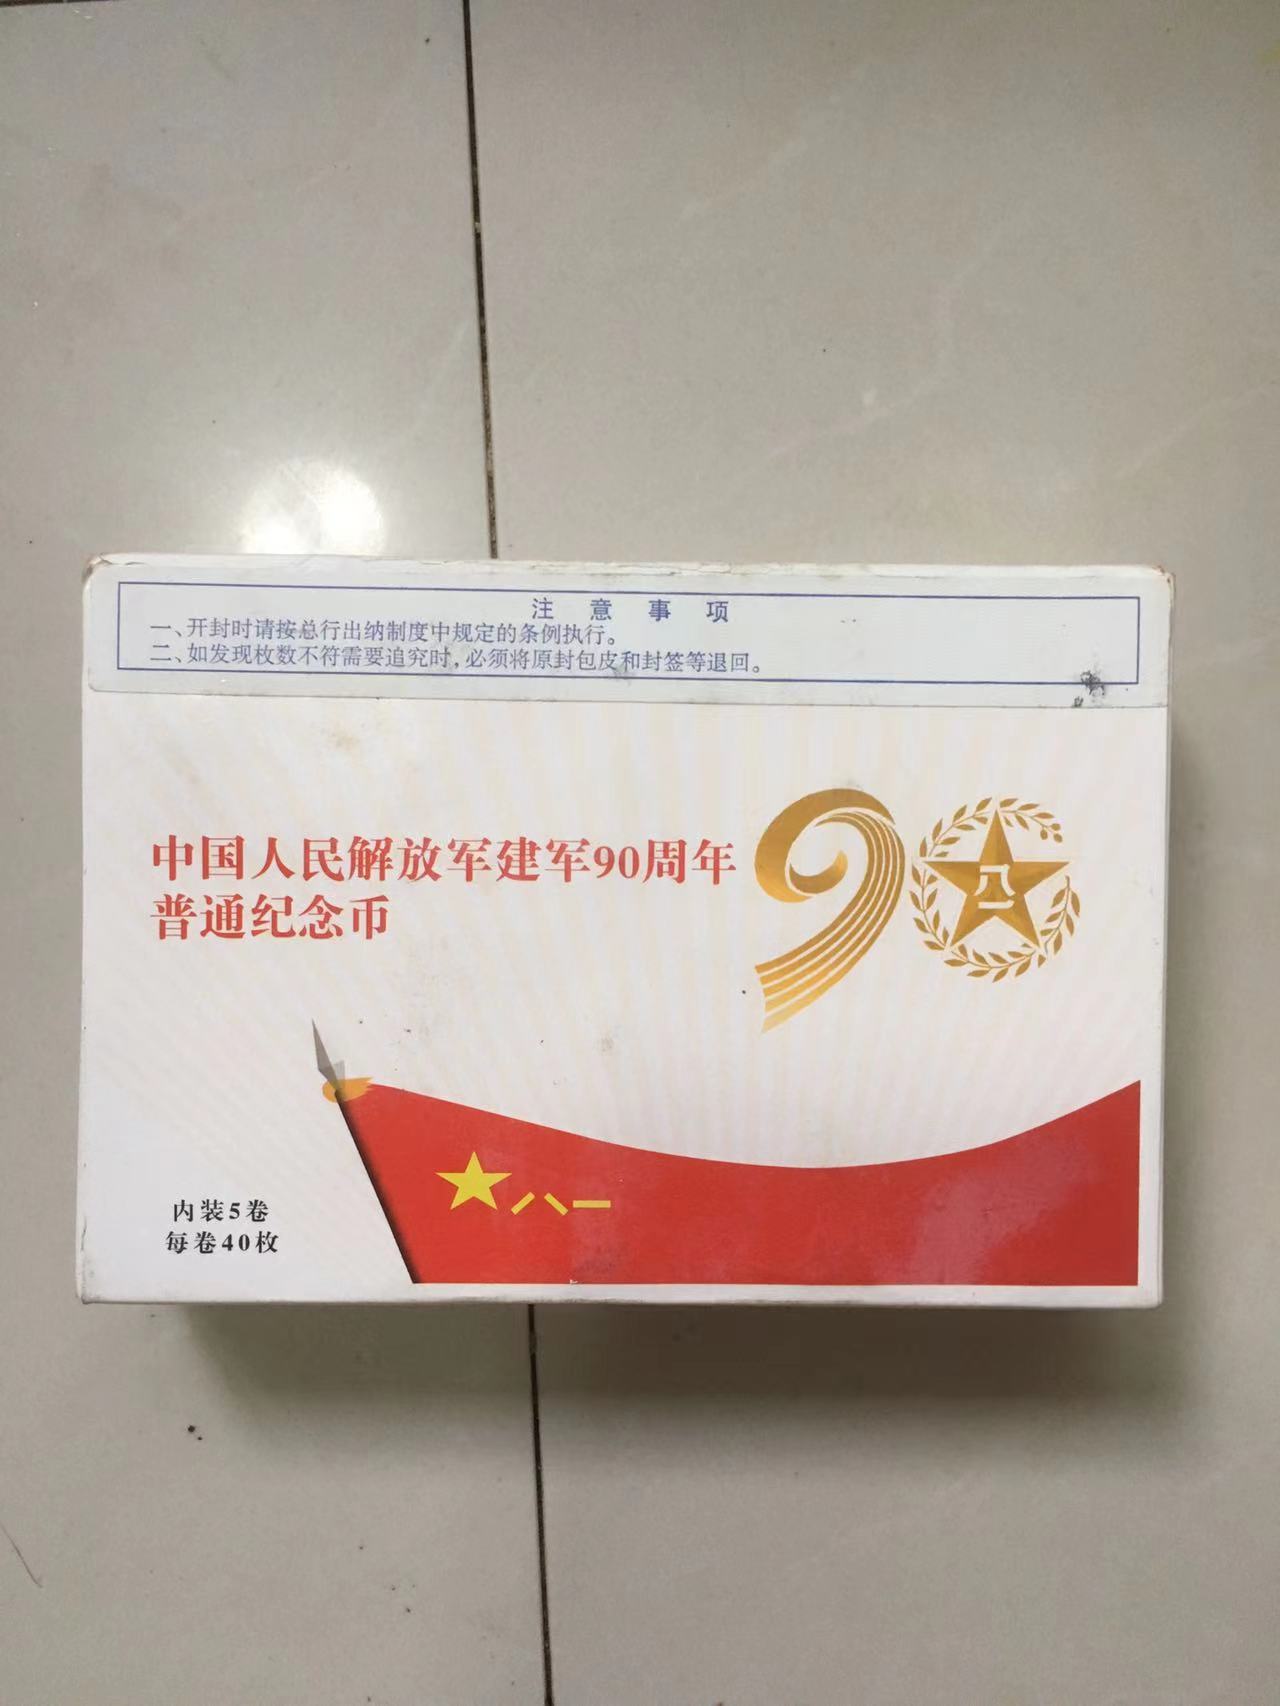 注意事项
一、开封时请按总行出纳制度中规定的条例执行。
二、如发现枚数不符需要追究时，必须将原封包皮和封签等退回。
中国人民解放军建军90周年
普通纪念币
90
八一
八一
内装5卷
每卷40枚